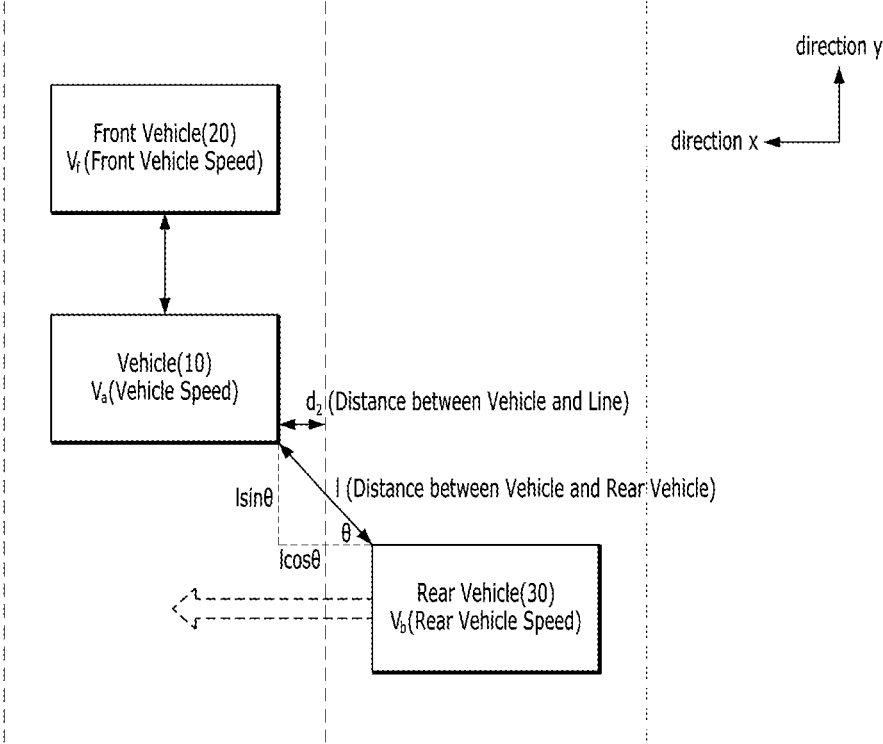 direction y
Front Vehicle(20)
Vf(Front Vehicle Speed)
direction x
Vehicle(10)
Va(Vehicle Speed)
d2 (Distance between Vehicle and Line)
l (Distance between Vehicle and Rear Vehicle)
lsinθ
θ
lcosθ
Rear Vehicle(30)
Vb(Rear Vehicle Speed)